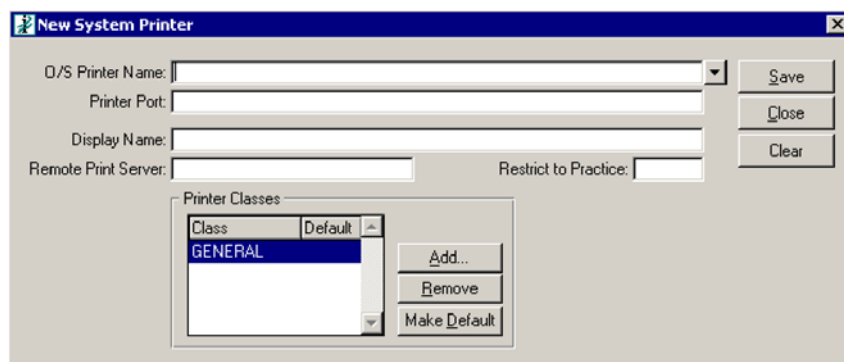 New System Printer
O/S Printer Name:
Save
Printer Port:
Close
Display Name:
Clear
Remote Print Server:
Restrict to Practice:
Printer Classes
Class Default
GENERAL
Add...
Remove
Make Default